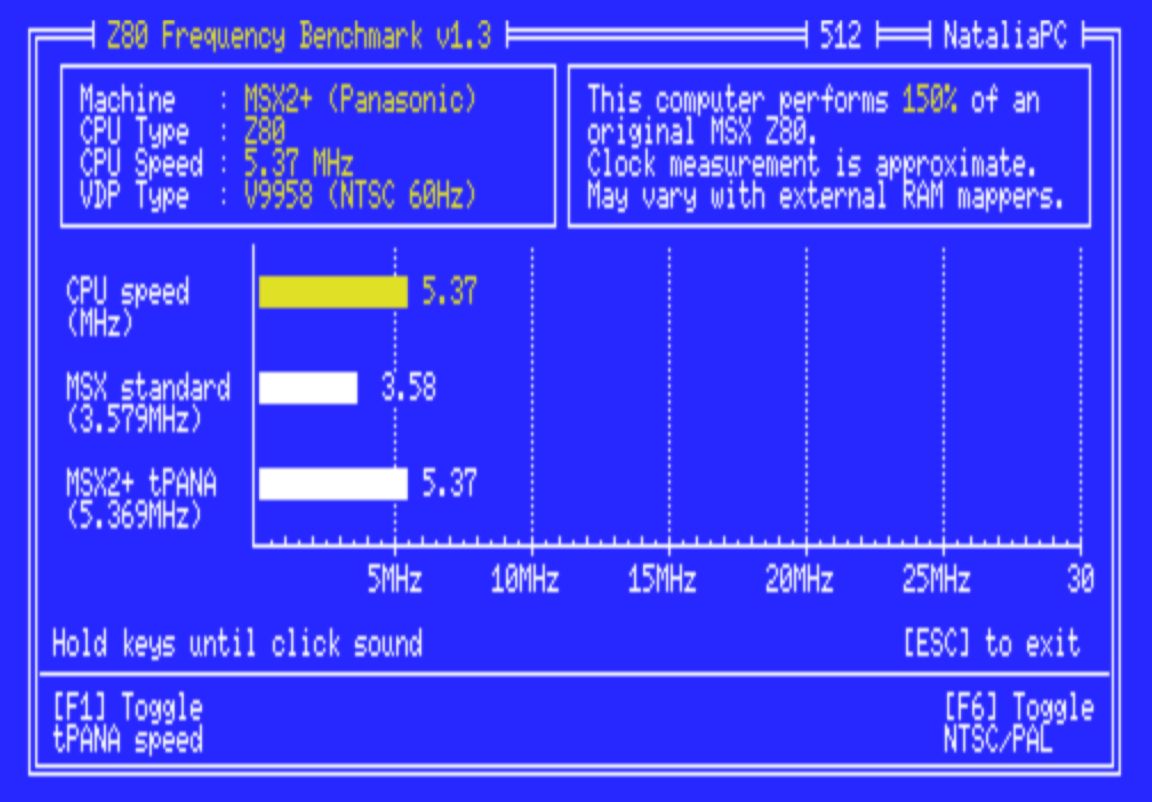 Z80 Frequency Benchmark v1.3 512 NataliaPC
Machine : MSX2+ (Panasonic)
CPU Type : Z80
CPU Speed : 5.37 MHz
VDP Type : V9958 (NTSC 60Hz)
This computer performs 150% of an
original MSX Z80.
Clock measurement is approximate.
May vary with external RAM mappers.
CPU speed 5.37
(MHz)
MSX standard 3.58
(3.579MHz)
MSX2+ tPANA 5.37
(5.369MHz)
5MHz 10MHz 15MHz 20MHz 25MHz 30
Hold keys until click sound [ESC] to exit
[F1] Toggle
tPANA speed
[F6] Toggle
NTSC/PAL